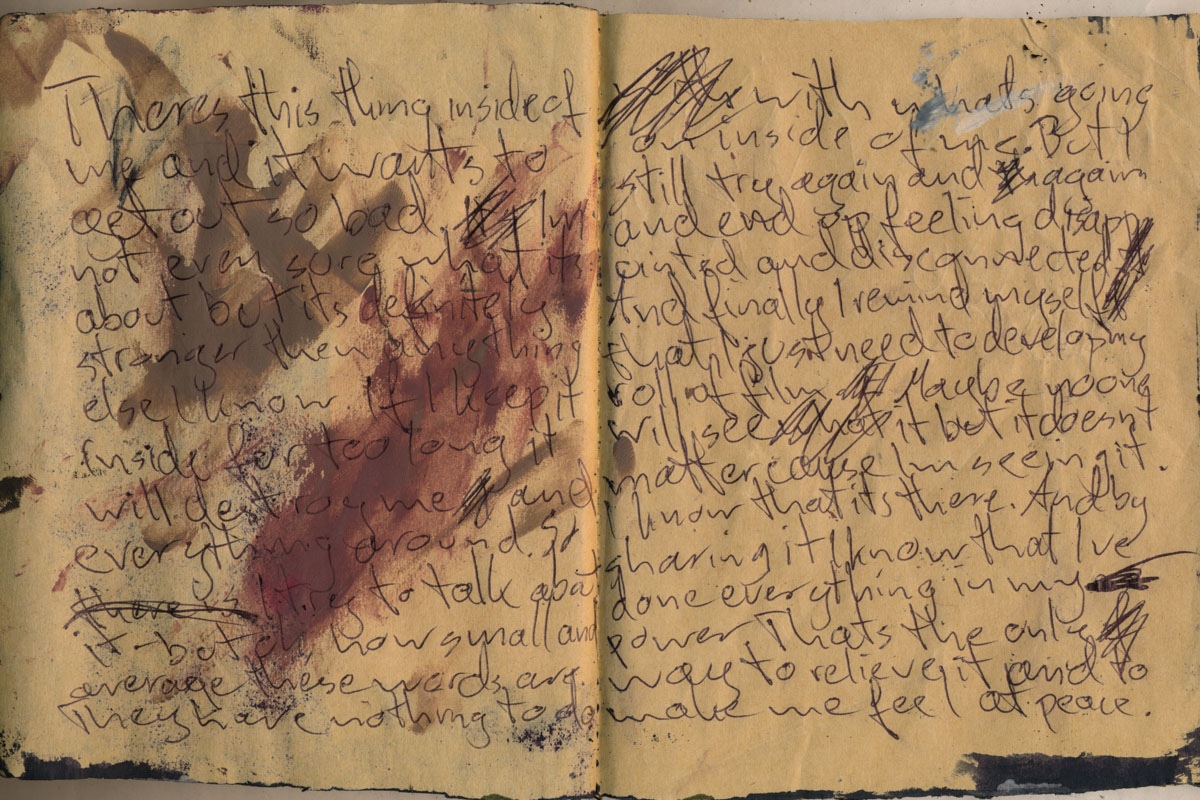 Theres this thing inside of
me and it wants to
get out so bad. Im
not even sure what its
about but its definitely
stranger then anything
else I know. If I keep it
inside for too long it
will destroy me and
everything around. So
there's I try to talk abou
it - but oh how small and
average these words are.
They have nothing to do
with whats going
on inside of me. But I
still try again and again
and end up feeling disapp
ointed and disconnected
And finally I remind myself
that I just need to develop my
roll of film. Maybe noone
will see it but it doesnt
matter cause Im seeing it.
I know that its there. And by
sharing it I know that Ive
done everything in my
power. Thats the only
way to relieve it and to
make me feel at peace.